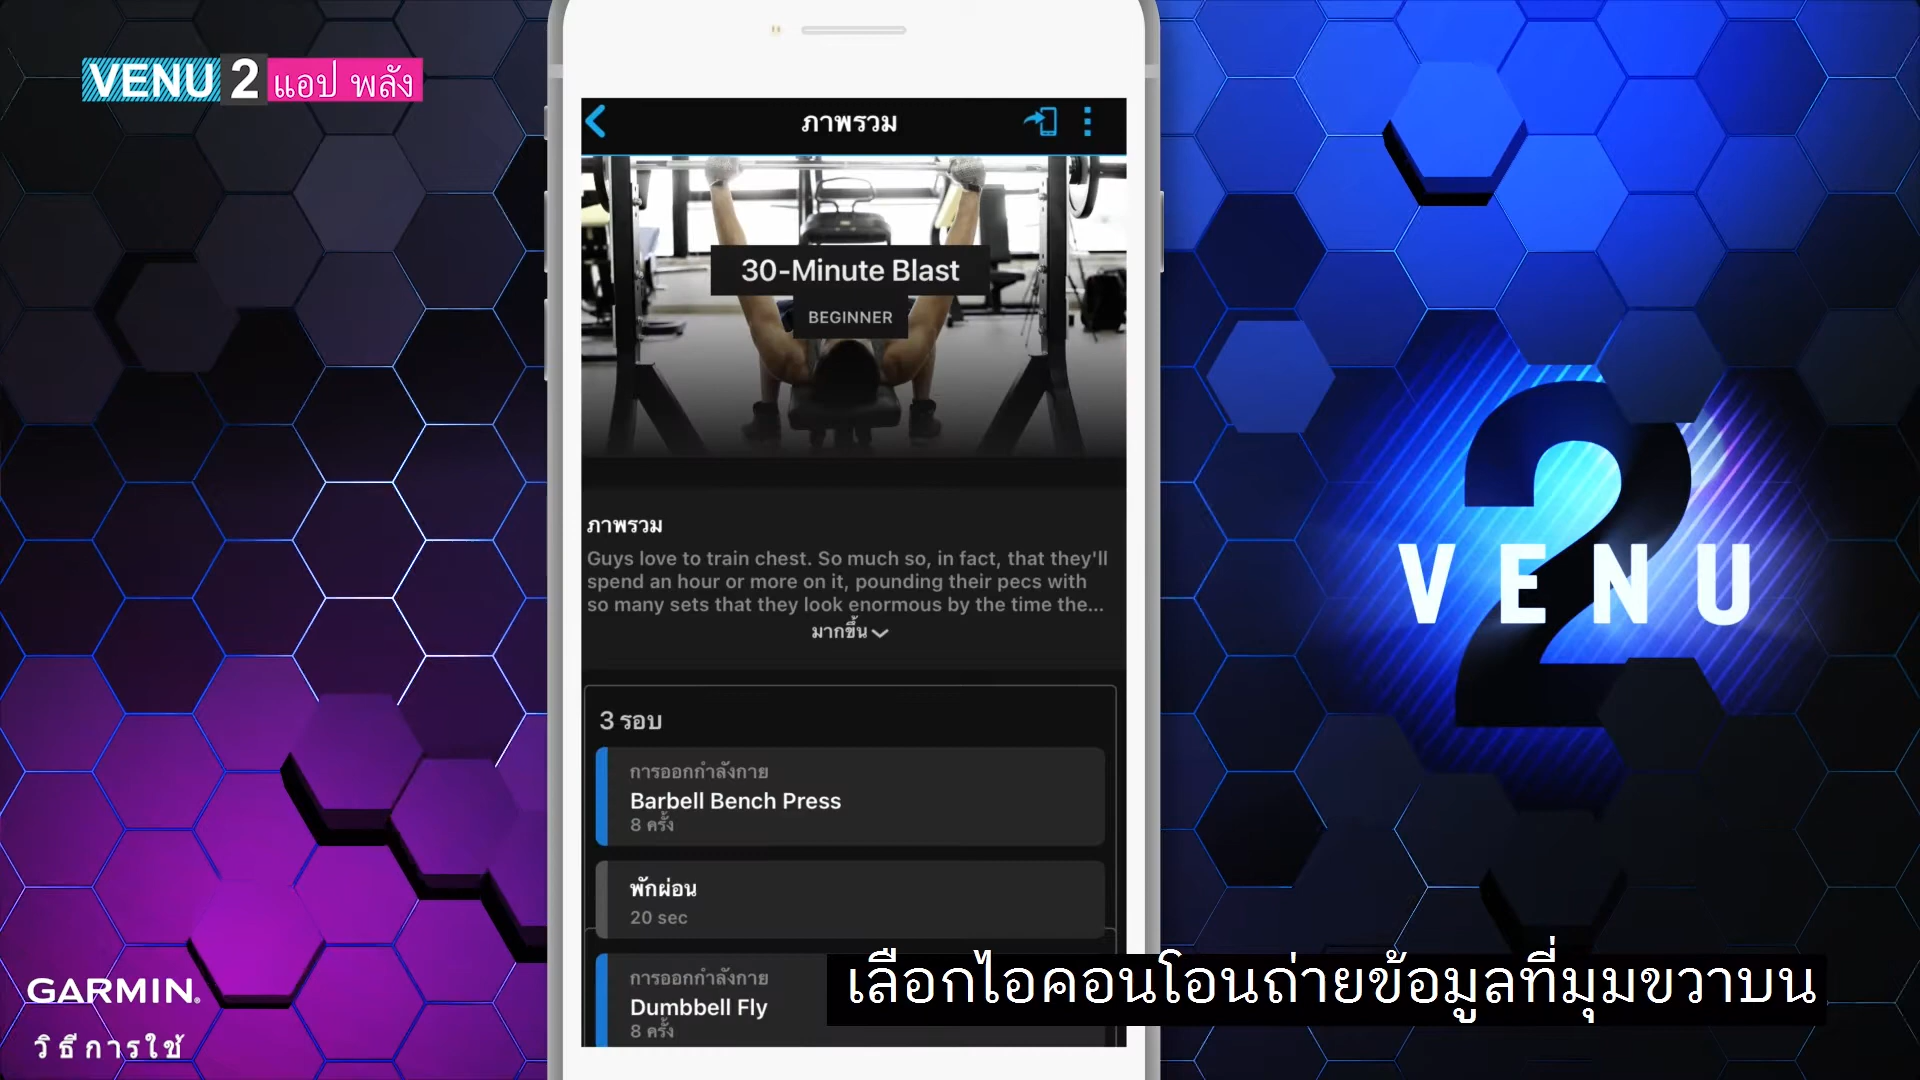 VENU 2 แอป พลัง
ภาพรวม
30-Minute Blast
BEGINNER
ภาพรวม
Guys love to train chest. So much so, in fact, that they'll
spend an hour or more on it, pounding their pecs with
so many sets that they look enormous by the time the...
มากขึ้น
3 รอบ
การออกกำลังกาย
Barbell Bench Press
8 ครั้ง
พักผ่อน
20 sec
การออกกำลังกาย
Dumbbell Fly
8 ครั้ง
2
VENU
GARMIN.
วิธีการใช้
เลือกไอคอนโอนถ่ายข้อมูลที่มุมขวาบน